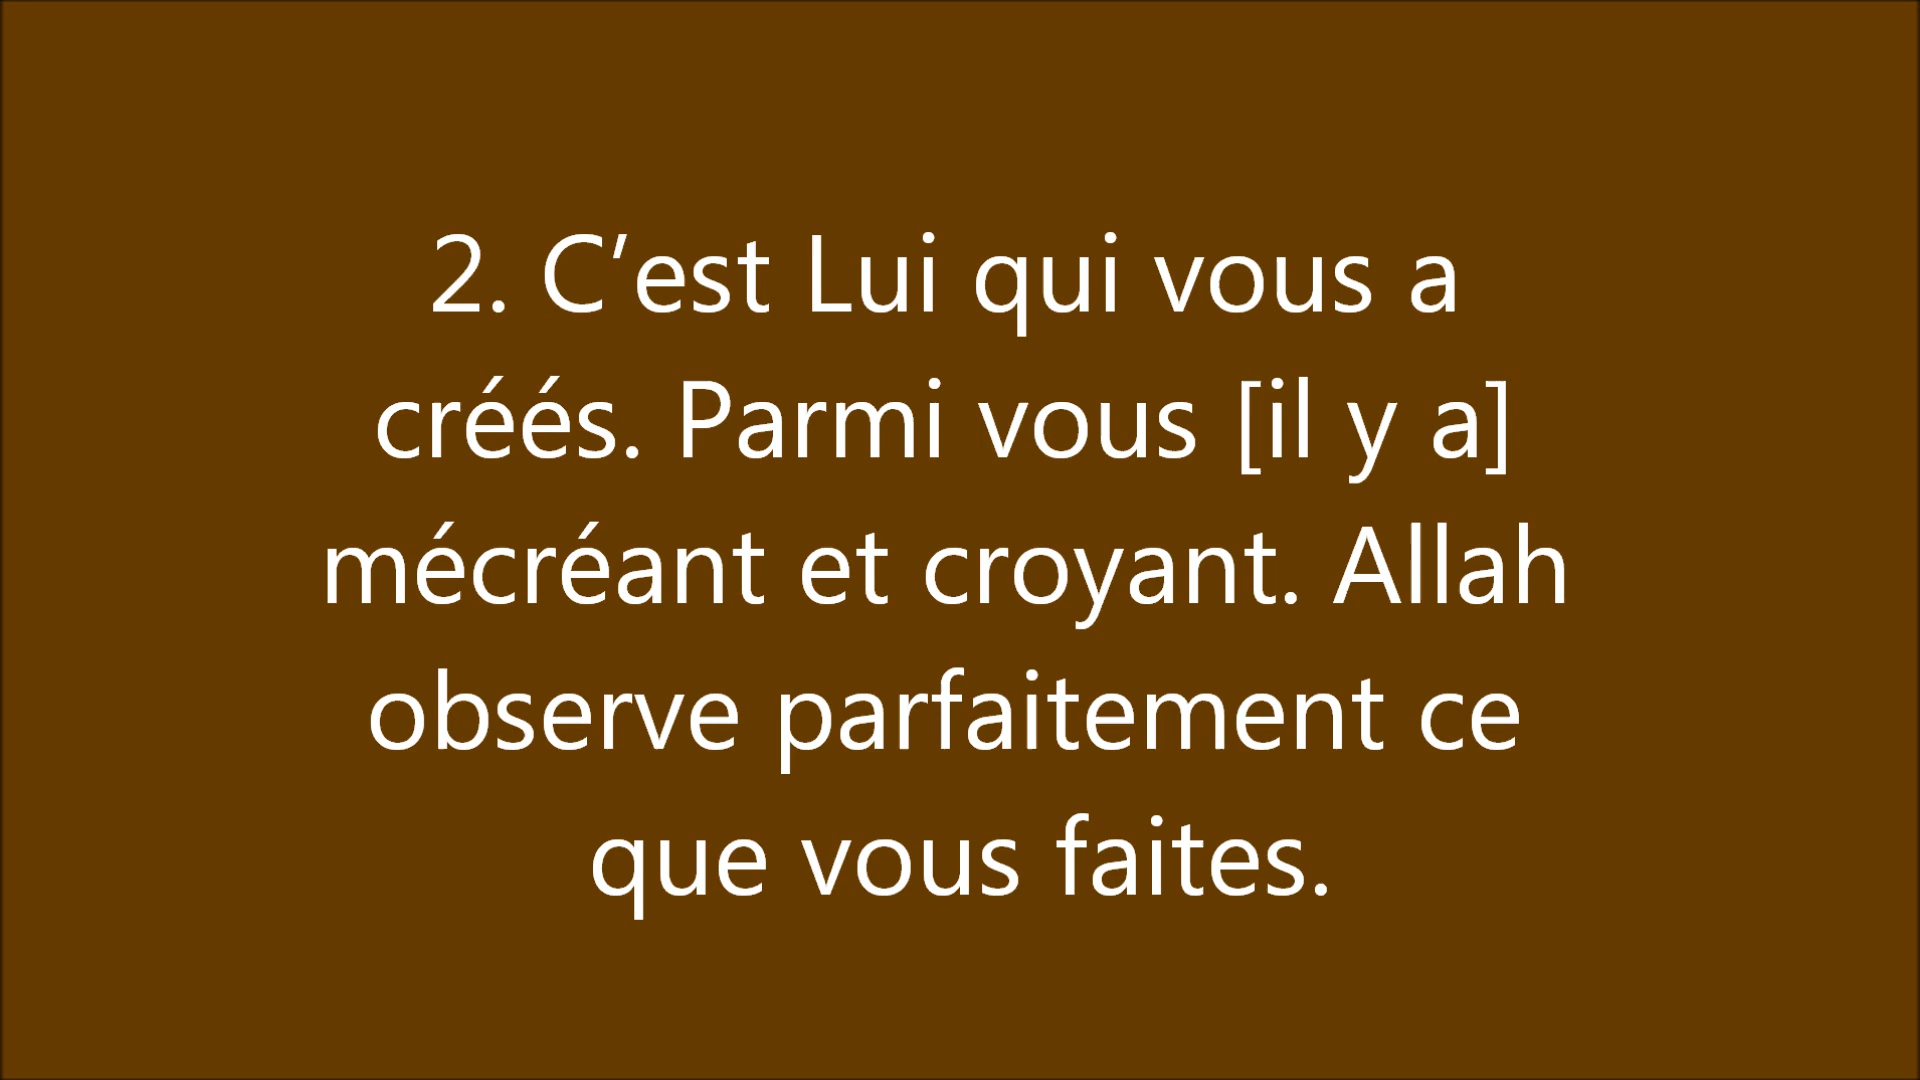 2. C’est Lui qui vous a
créés. Parmi vous [il y a]
mécréant et croyant. Allah
observe parfaitement ce
que vous faites.